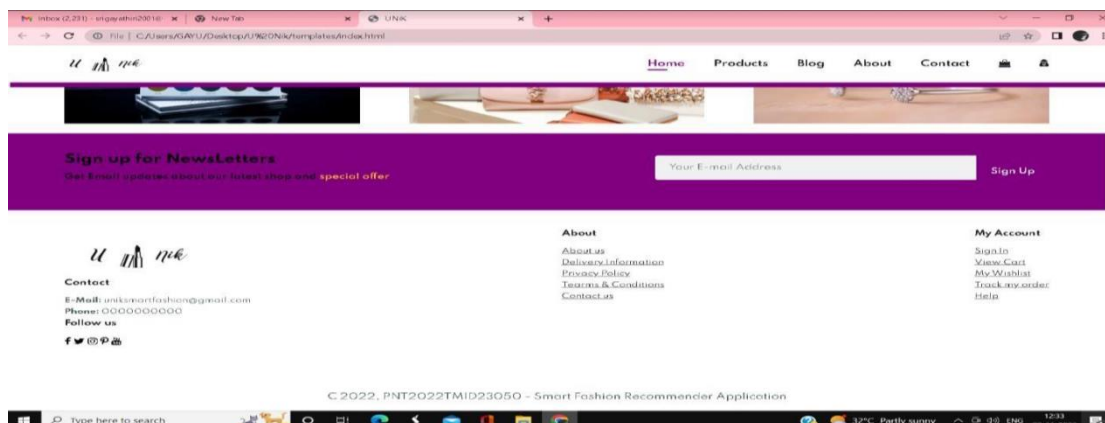 Inbox (2,231) - srigayathiri20016
New Tab
UNIK
File | C:/Users/GAYU/Desktop/U%20Nik/templates/index.html
U nik
Home Products Blog About Contact
Sign up for NewsLetters
Get Email updates about our latest shop and special offer
Your E-mail Address
Sign Up
U nik
Contact
E-Mail: uniksmartfashion@gmail.com
Phone: 0000000000
Follow us
About
About us
Delivery Information
Privacy Policy
Tearms & Conditions
Contact us
My Account
Sign In
View Cart
My Wishlist
Track my order
Help
C 2022, PNT2022TMID23050 - Smart Fashion Recommender Application
Type here to search
32°C Partly sunny
ENG
12:33